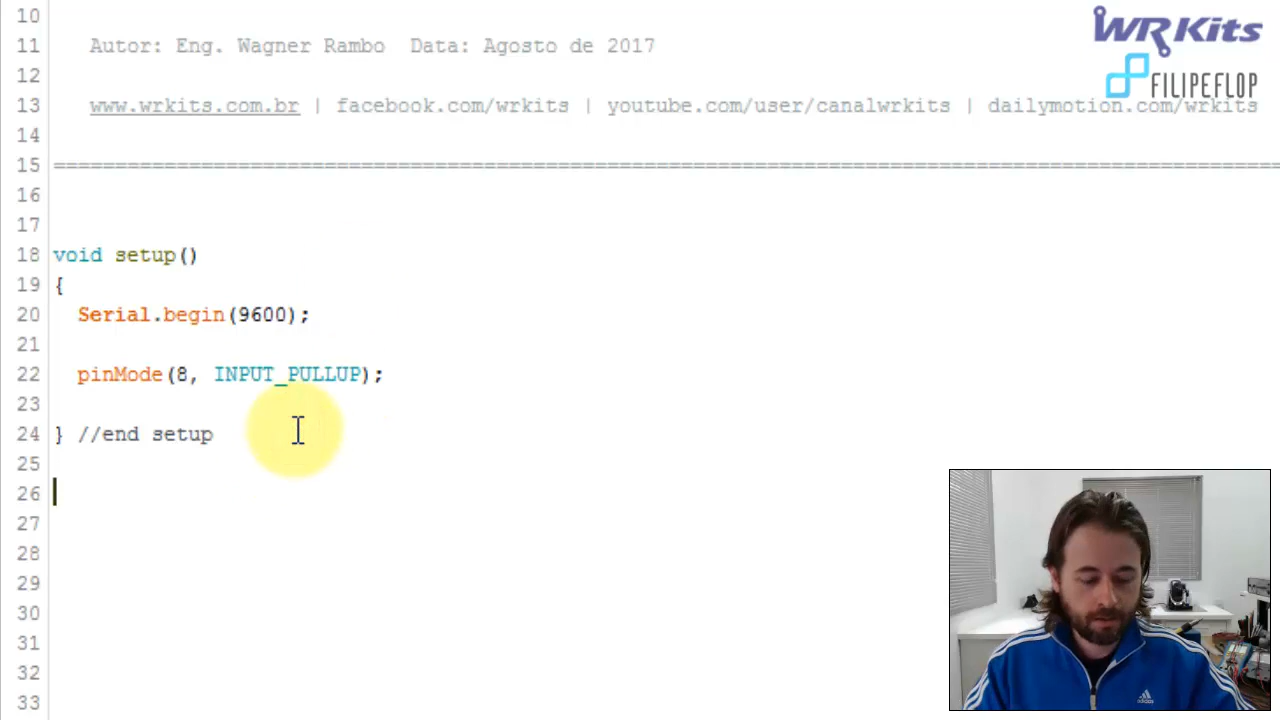 WR Kits
FILIPEFLOP
10
11 Autor: Eng. Wagner Rambo Data: Agosto de 2017
12
13 www.wrkits.com.br | facebook.com/wrkits | youtube.com/user/canalwrkits | dailymotion.com/wrkits
14
15 ====================================================================================================
16
17
18 void setup()
19 {
20 Serial.begin(9600);
21
22 pinMode(8, INPUT_PULLUP);
23
24 } //end setup
25
26
27
28
29
30
31
32
33
adidas